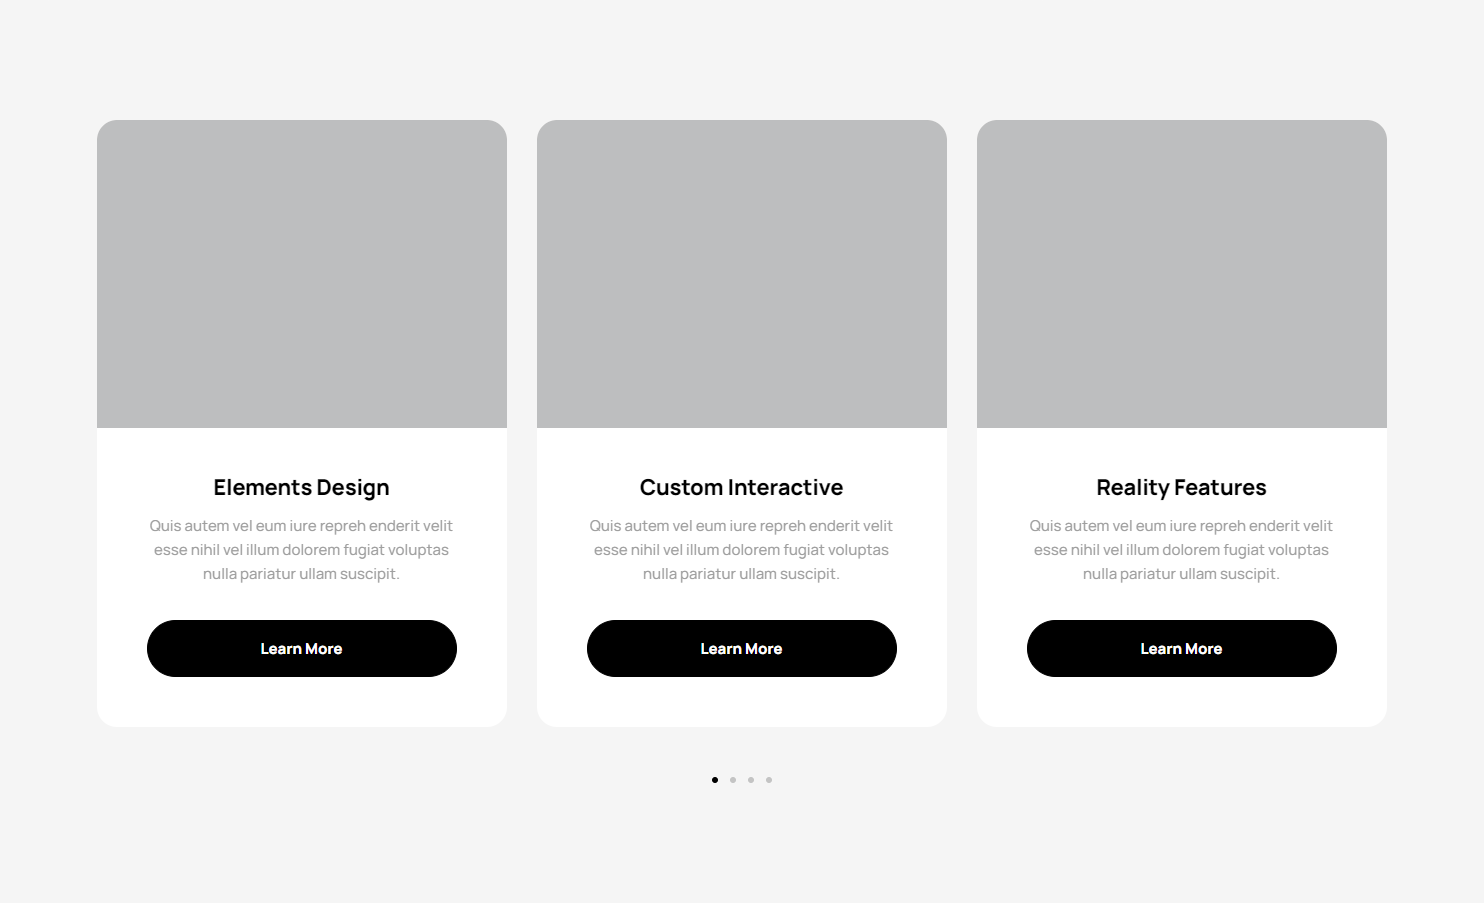 Elements Design
Quis autem vel eum iure repreh enderit velit
esse nihil vel illum dolorem fugiat voluptas
nulla pariatur ullam suscipit.
Learn More
Custom Interactive
Quis autem vel eum iure repreh enderit velit
esse nihil vel illum dolorem fugiat voluptas
nulla pariatur ullam suscipit.
Learn More
Reality Features
Quis autem vel eum iure repreh enderit velit
esse nihil vel illum dolorem fugiat voluptas
nulla pariatur ullam suscipit.
Learn More